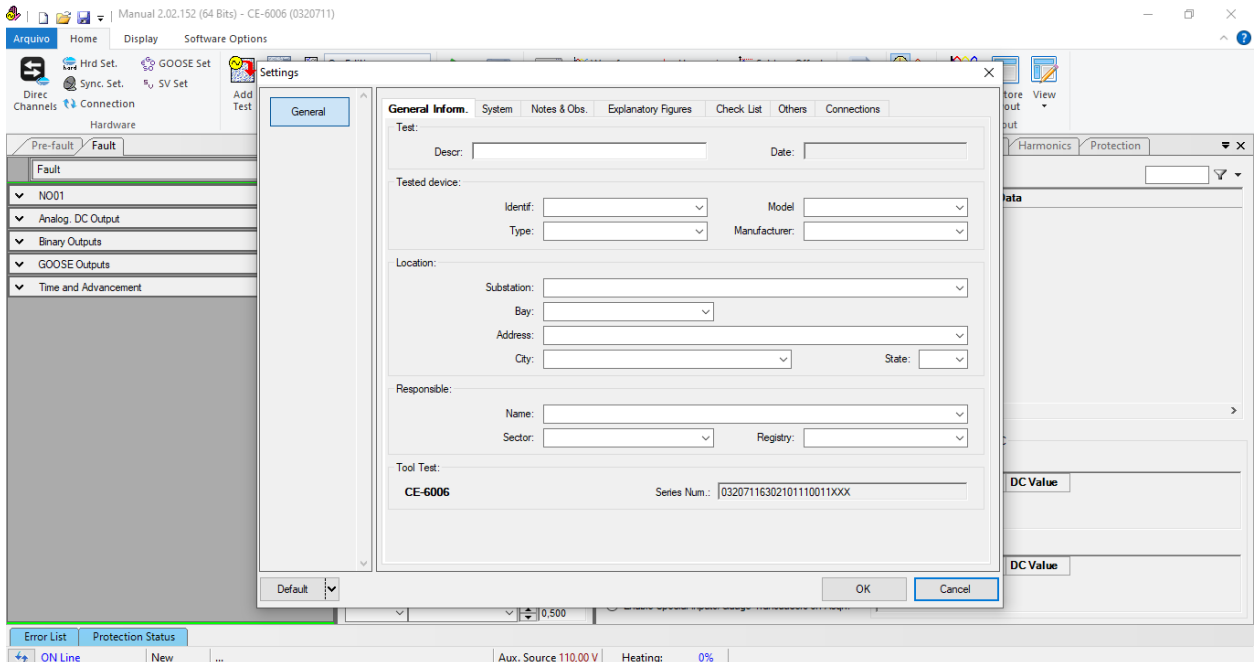 Manual 2.02.152 (64 Bits) - CE-6006 (0320711)
Arquivo Home Display Software Options
Hrd Set. GOOSE Set
Sync. Set. SV Set
Direc Channels Connection
Add Test
Hardware
View
Settings
General
General Inform. System Notes & Obs. Explanatory Figures Check List Others Connections
Test:
Descr: Date:
Tested device:
Identif: Model
Type: Manufacturer:
Location:
Substation:
Bay:
Address:
City: State:
Responsible:
Name:
Sector: Registry:
Tool Test:
CE-6006 Series Num.: 03207116302101110011XXX
Default OK Cancel
Pre-fault Fault
Fault
NO01
Analog. DC Output
Binary Outputs
GOOSE Outputs
Time and Advancement
Harmonics Protection
DC Value
DC Value
0,500
Error List Protection Status
ON Line New ... Aux. Source 110,00 V Heating: 0%